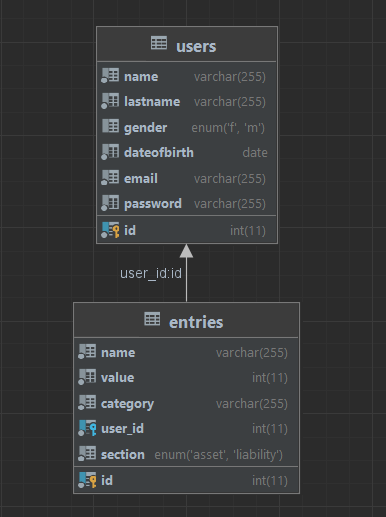 users
name varchar(255)
lastname varchar(255)
gender enum('f', 'm')
dateofbirth date
email varchar(255)
password varchar(255)
id int(11)
user_id:id
entries
name varchar(255)
value int(11)
category varchar(255)
user_id int(11)
section enum('asset', 'liability')
id int(11)